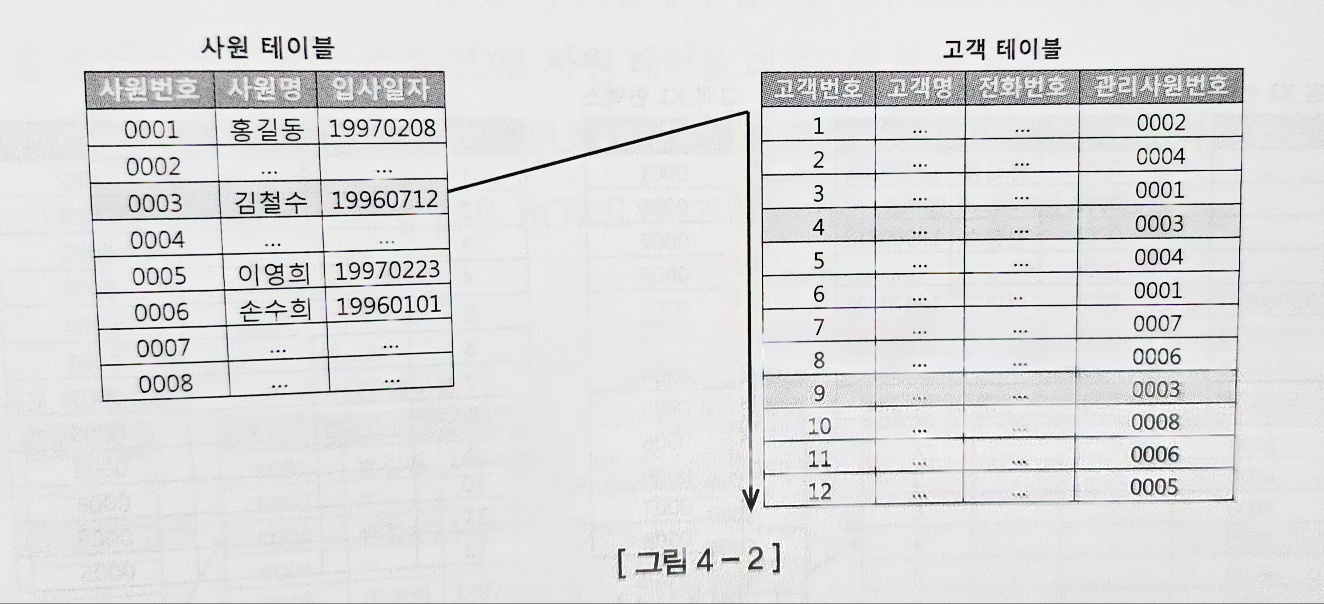 사원 테이블
사원번호 사원명 입사일자
0001 홍길동 19970208
0002 ... ...
0003 김철수 19960712
0004 ... ...
0005 이영희 19970223
0006 손수희 19960101
0007 ... ...
0008 ... ...
고객 테이블
고객번호 고객명 전화번호 관리사원번호
1 ... ... 0002
2 ... ... 0004
3 ... ... 0001
4 ... ... 0003
5 ... ... 0004
6 ... .. 0001
7 ... ... 0007
8 ... ... 0006
9 ... ... 0003
10 ... ... 0008
11 ... ... 0006
12 ... ... 0005
[ 그림 4 - 2 ]